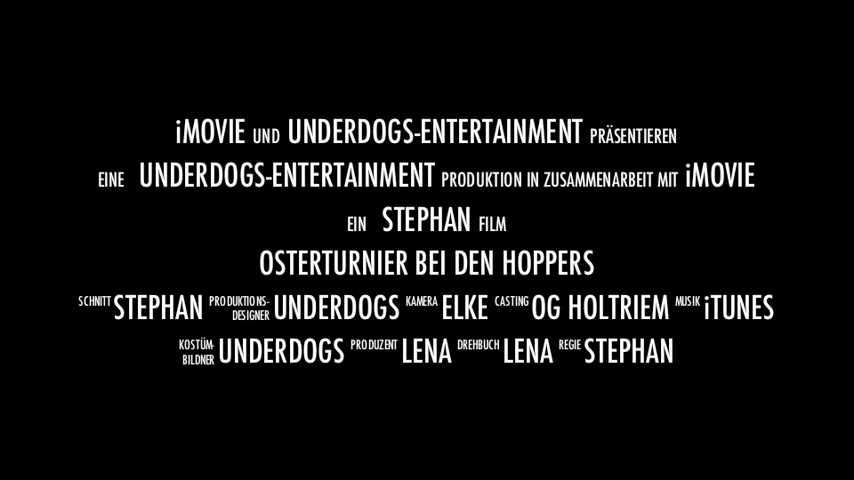 iMOVIE UND UNDERDOGS-ENTERTAINMENT PRÄSENTIEREN
EINE UNDERDOGS-ENTERTAINMENT PRODUKTION IN ZUSAMMENARBEIT MIT iMOVIE
EIN STEPHAN FILM
OSTERTURNIER BEI DEN HOPPERS
SCHNITT STEPHAN PRODUKTIONS-DESIGNER UNDERDOGS KAMERA ELKE CASTING OG HOLTRIEM MUSIK iTUNES
KOSTÜM-BILDNER UNDERDOGS PRODUZENT LENA DREHBUCH LENA REGIE STEPHAN